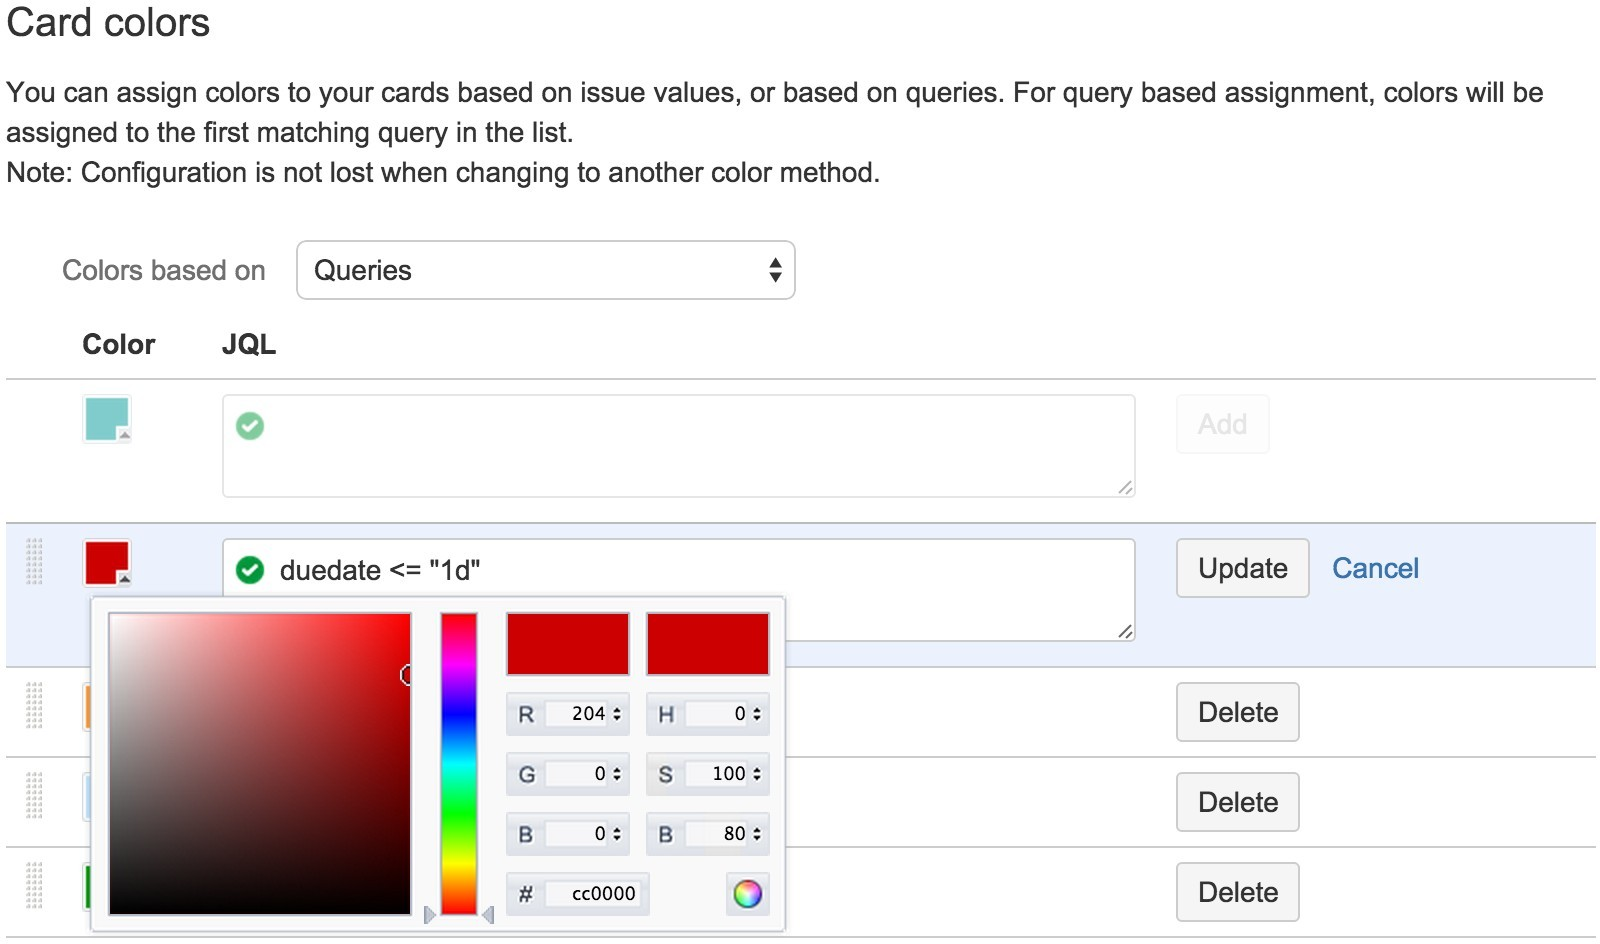 Card colors
You can assign colors to your cards based on issue values, or based on queries. For query based assignment, colors will be
assigned to the first matching query in the list.
Note: Configuration is not lost when changing to another color method.
Colors based on Queries
Color JQL
Add
duedate <= "1d" Update Cancel
R 204 H 0 Delete
G 0 S 100 Delete
B 0 B 80
# cc0000 Delete